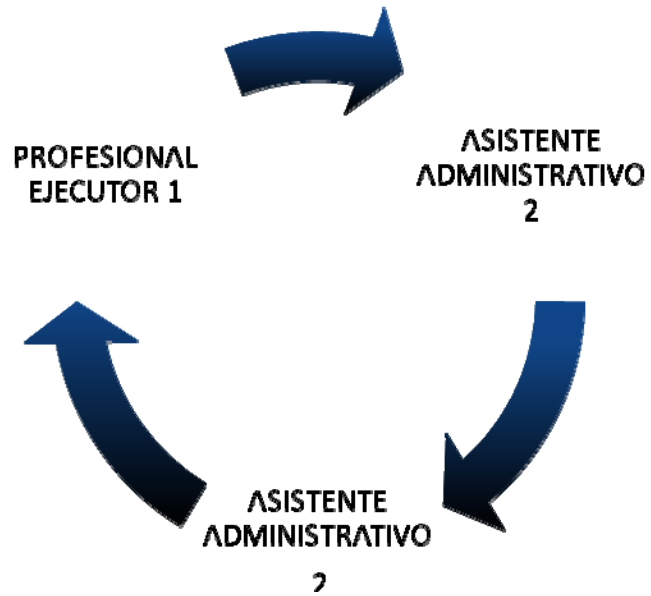 PROFESIONAL
EJECUTOR 1
ASISTENTE
ADMINISTRATIVO
2
ASISTENTE
ADMINISTRATIVO
2